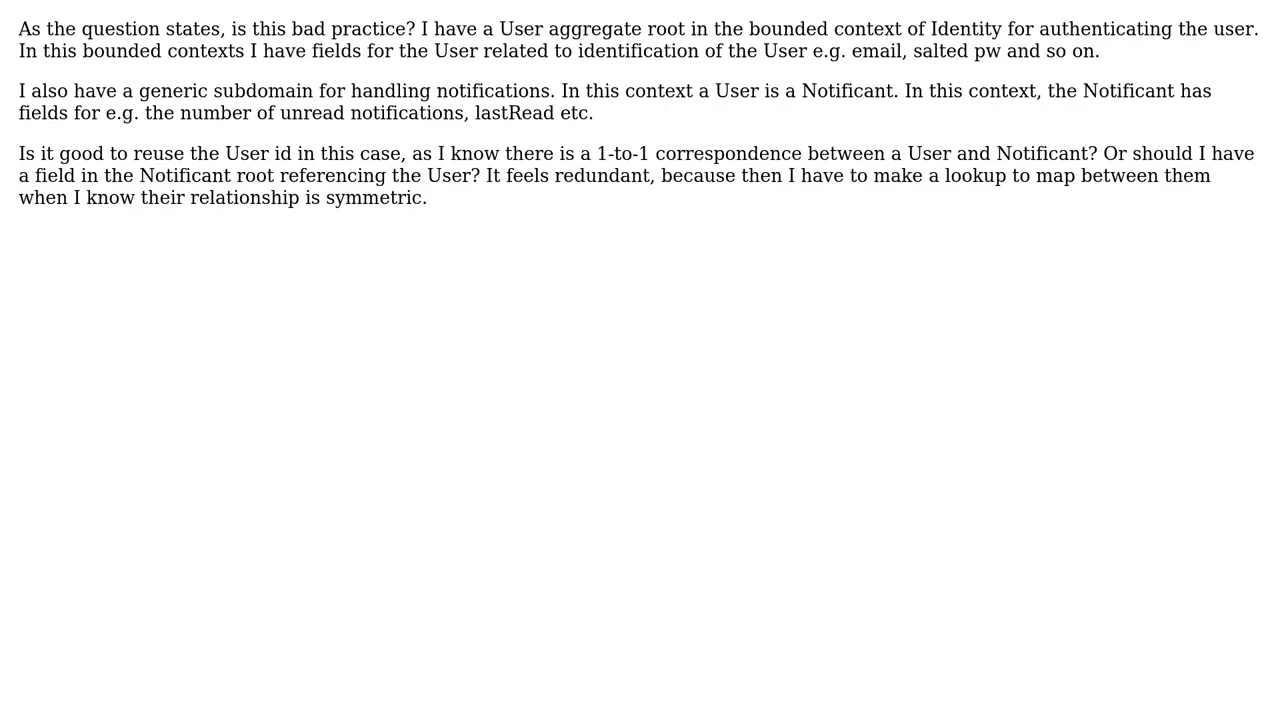 As the question states, is this bad practice? I have a User aggregate root in the bounded context of Identity for authenticating the user.
In this bounded contexts I have fields for the User related to identification of the User e.g. email, salted pw and so on.
I also have a generic subdomain for handling notifications. In this context a User is a Notificant. In this context, the Notificant has
fields for e.g. the number of unread notifications, lastRead etc.
Is it good to reuse the User id in this case, as I know there is a 1-to-1 correspondence between a User and Notificant? Or should I have
a field in the Notificant root referencing the User? It feels redundant, because then I have to make a lookup to map between them
when I know their relationship is symmetric.